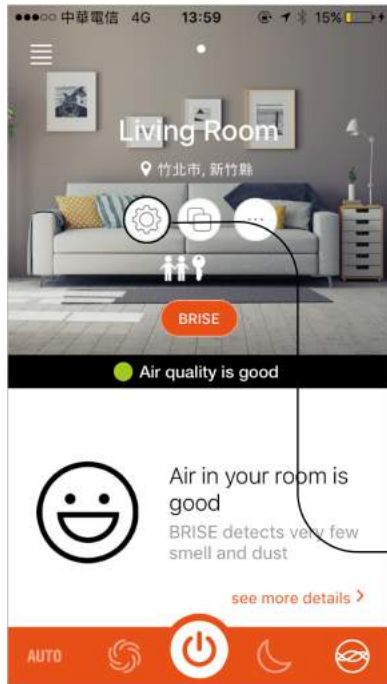 中華電信 4G 13:59 15%
Living Room
竹北市, 新竹縣
BRISE
Air quality is good
Air in your room is
good
BRISE detects very few
smell and dust
see more details >
AUTO